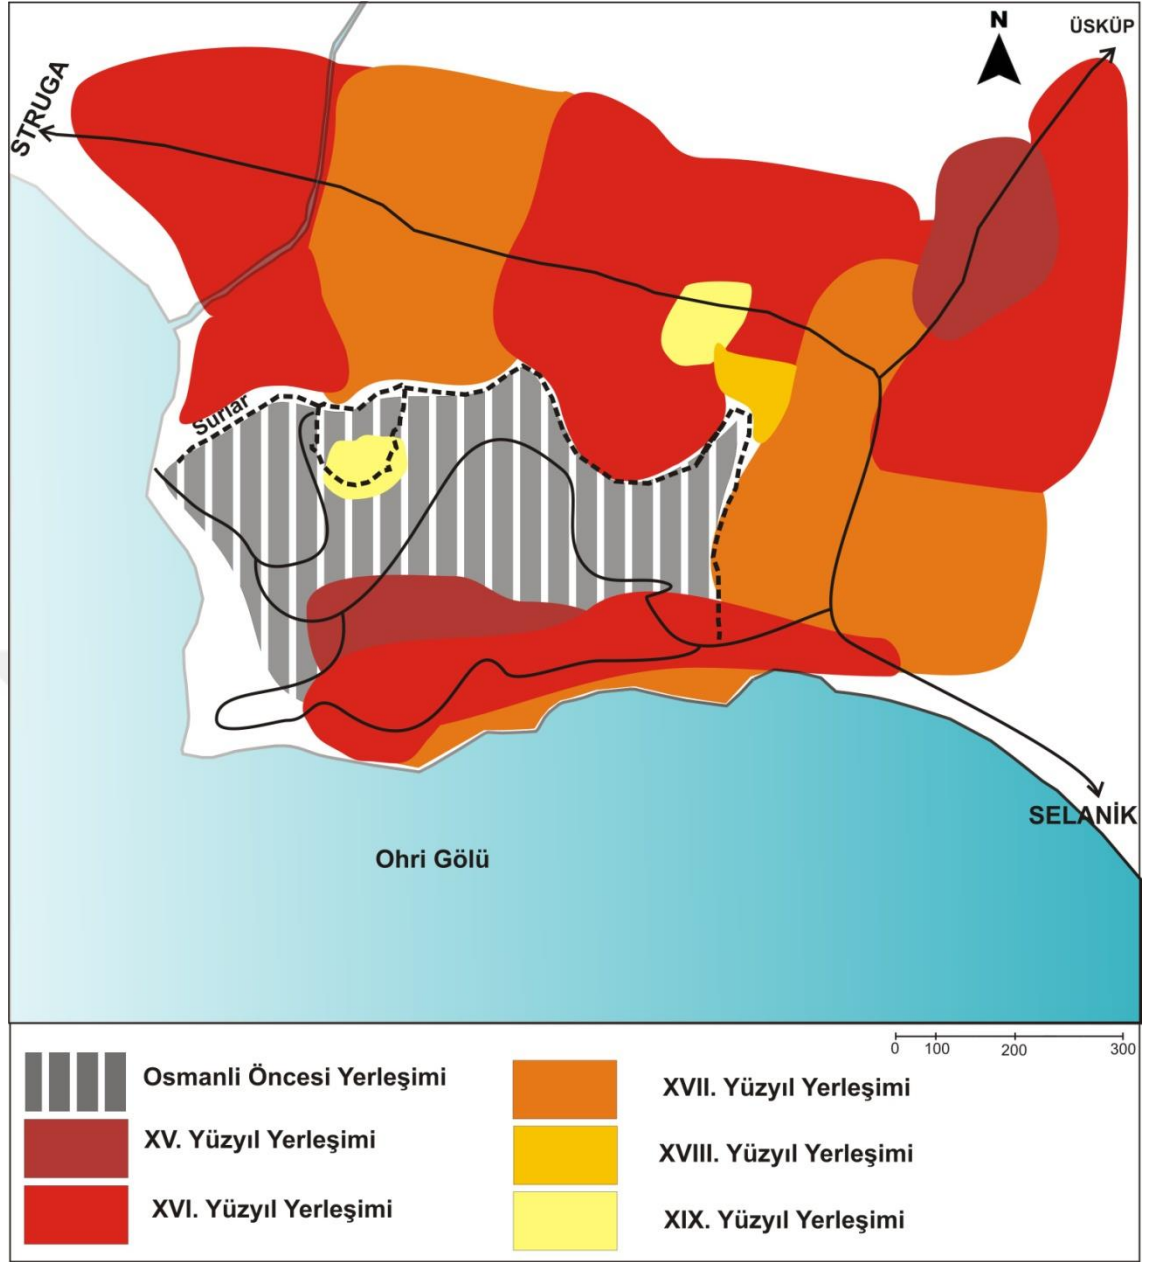 N
ÜSKÜP
STRUGA
Surlar
SELANİK
Ohri Gölü
0 100 200 300
Osmanli Öncesi Yerleşimi
XV. Yüzyıl Yerleşimi
XVI. Yüzyıl Yerleşimi
XVII. Yüzyıl Yerleşimi
XVIII. Yüzyıl Yerleşimi
XIX. Yüzyıl Yerleşimi